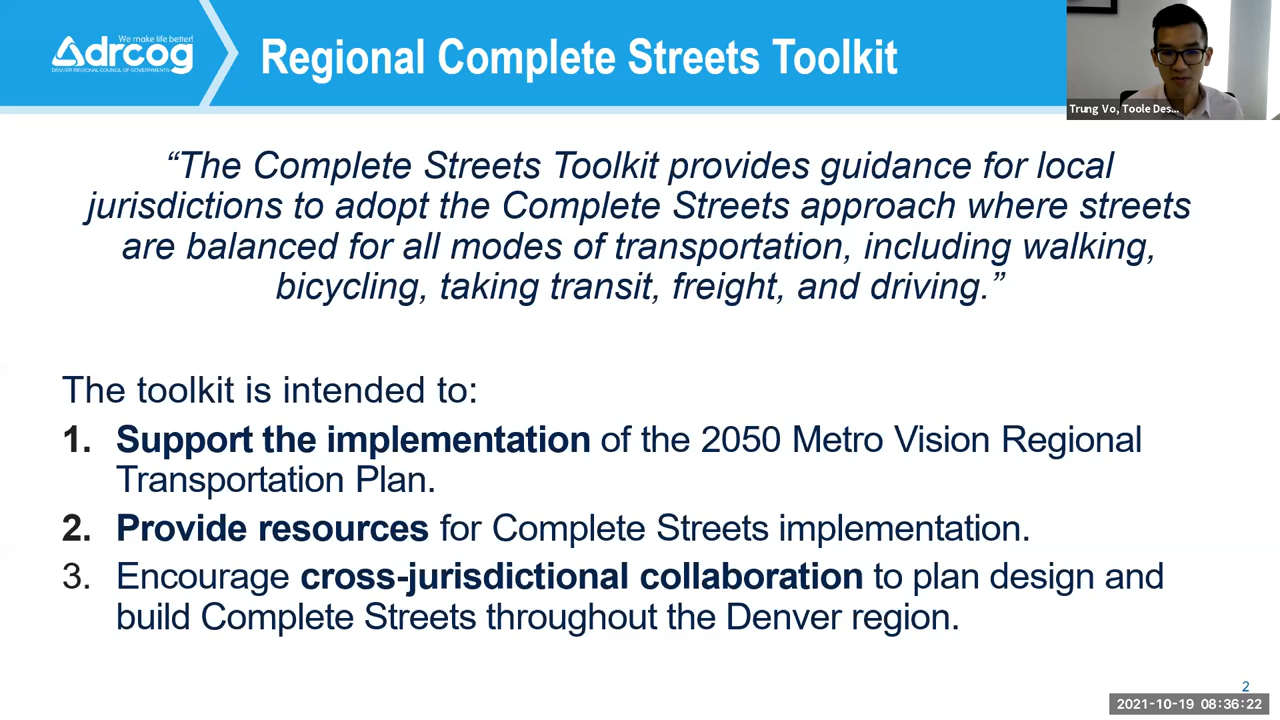 We make life better!
drcog
DENVER REGIONAL COUNCIL OF GOVERNMENTS
Regional Complete Streets Toolkit
Trung Vo, Toole Des...
“The Complete Streets Toolkit provides guidance for local
jurisdictions to adopt the Complete Streets approach where streets
are balanced for all modes of transportation, including walking,
bicycling, taking transit, freight, and driving.”
The toolkit is intended to:
1. Support the implementation of the 2050 Metro Vision Regional
Transportation Plan.
2. Provide resources for Complete Streets implementation.
3. Encourage cross-jurisdictional collaboration to plan design and
build Complete Streets throughout the Denver region.
2
2021-10-19 08:36:22